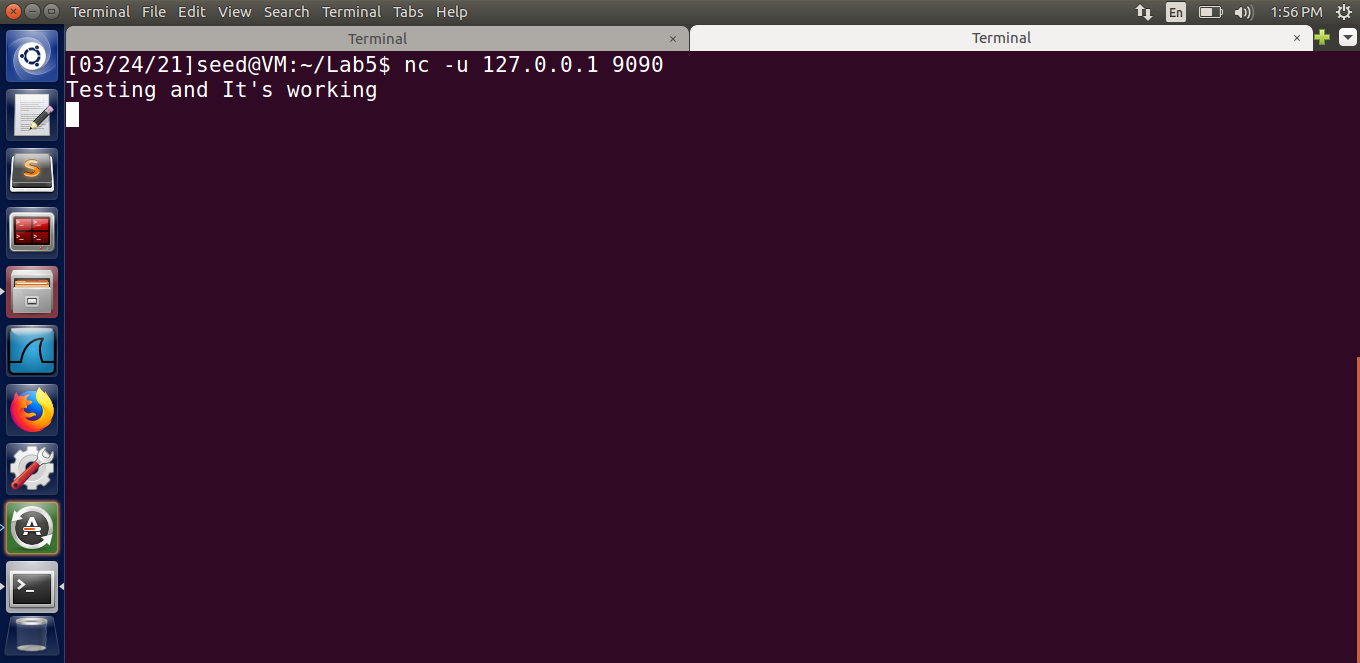 Terminal File Edit View Search Terminal Tabs Help En 1:56 PM
Terminal × Terminal ×
[03/24/21]seed@VM:~/Lab5$ nc -u 127.0.0.1 9090
Testing and It's working